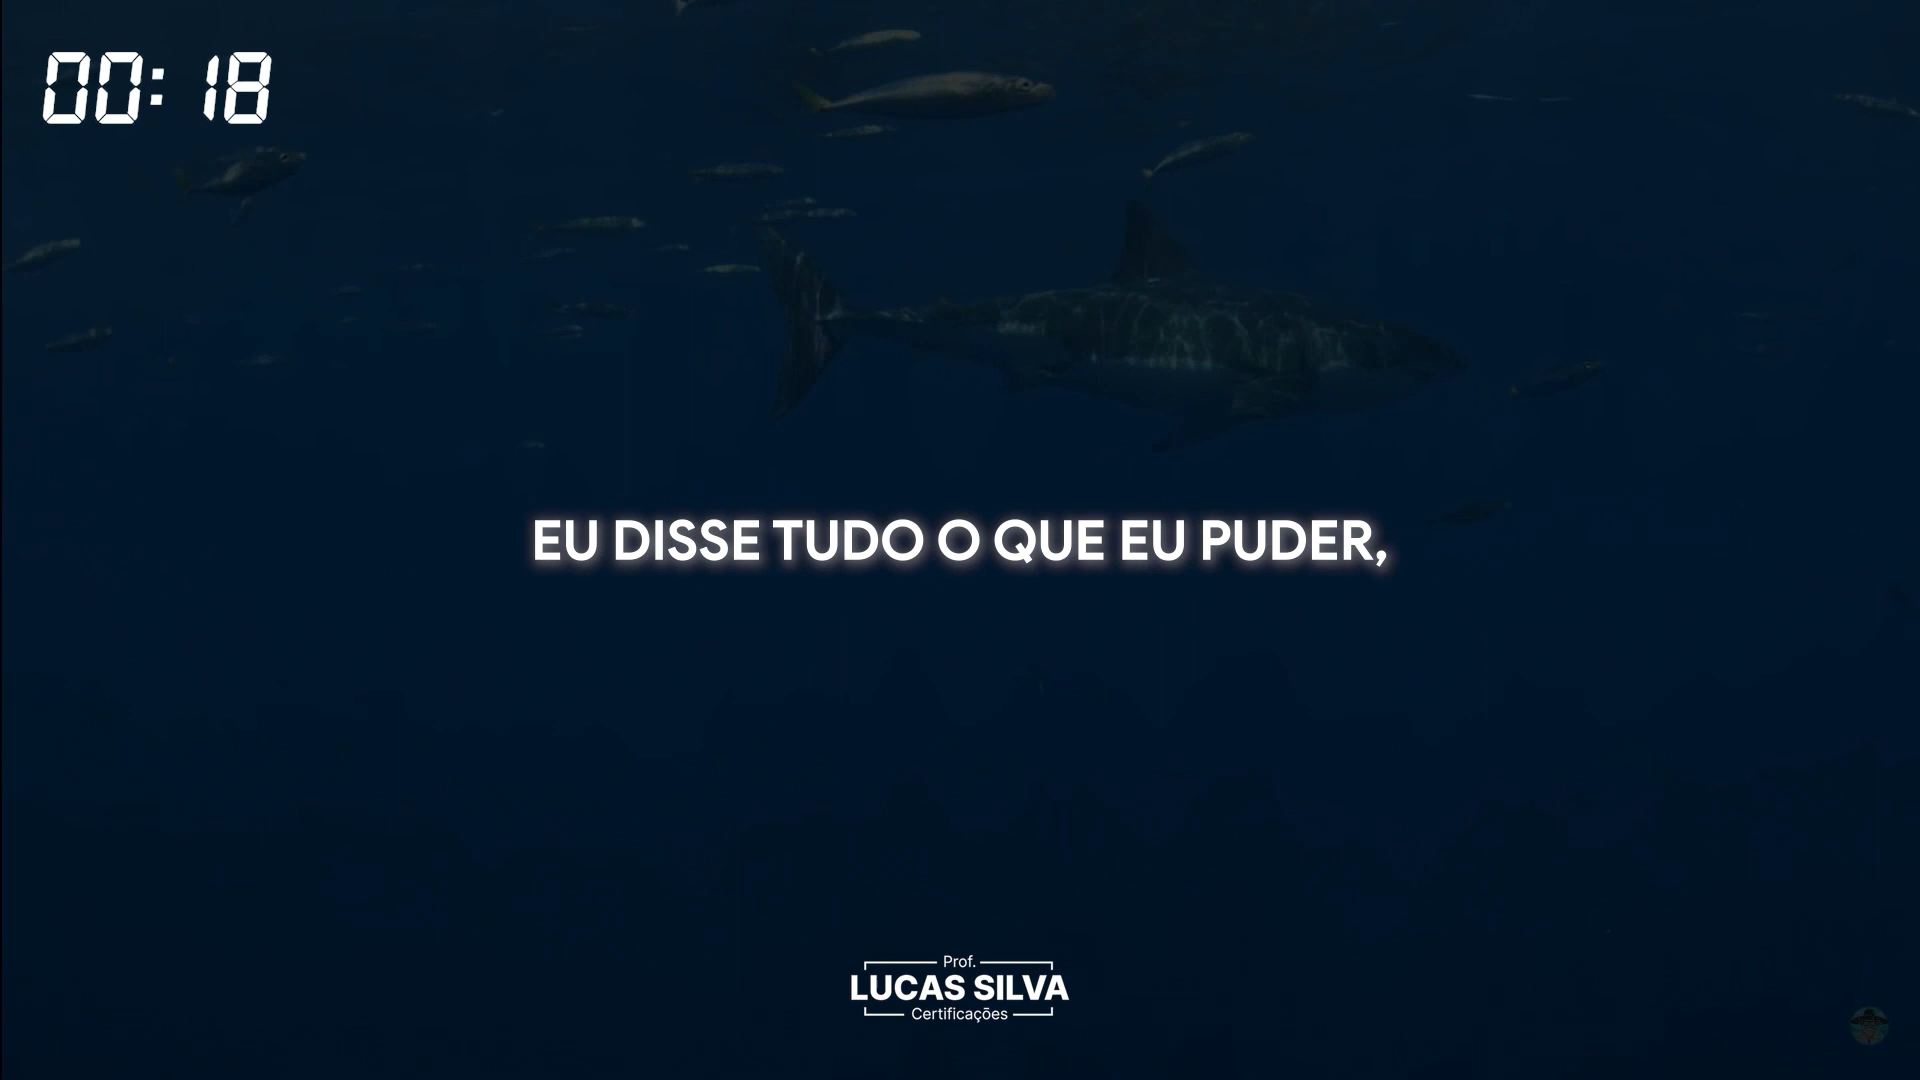 00:18
EU DISSE TUDO O QUE EU PUDER,
Prof.
LUCAS SILVA
Certificações